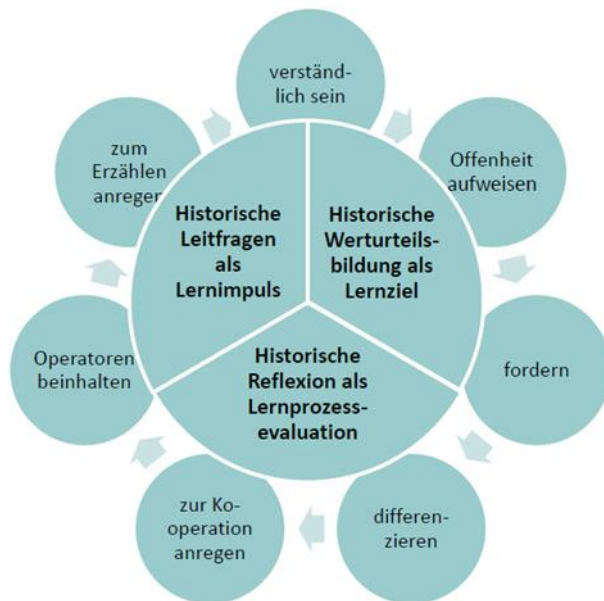 verständ-
lich sein
Offenheit
aufweisen
fordern
differen-
zieren
zur Ko-
operation
anregen
Operatoren
beinhalten
zum
Erzählen
anregen
Historische
Leitfragen
als
Lernimpuls
Historische
Werturteils-
bildung als
Lernziel
Historische
Reflexion als
Lernprozess-
evaluation